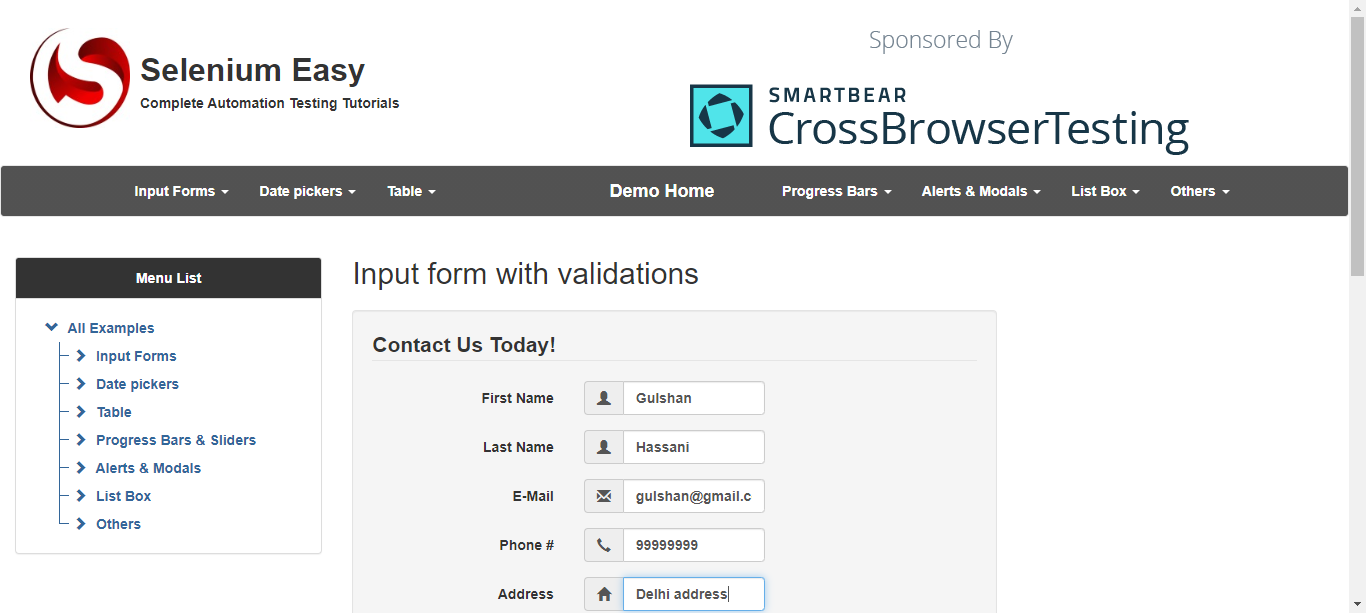 Selenium Easy
Complete Automation Testing Tutorials
Sponsored By
SMARTBEAR
CrossBrowserTesting
Input Forms Date pickers Table Demo Home Progress Bars Alerts & Modals List Box Others
Menu List
All Examples
Input Forms
Date pickers
Table
Progress Bars & Sliders
Alerts & Modals
List Box
Others
Input form with validations
Contact Us Today!
First Name Gulshan
Last Name Hassani
E-Mail gulshan@gmail.c
Phone # 99999999
Address Delhi address